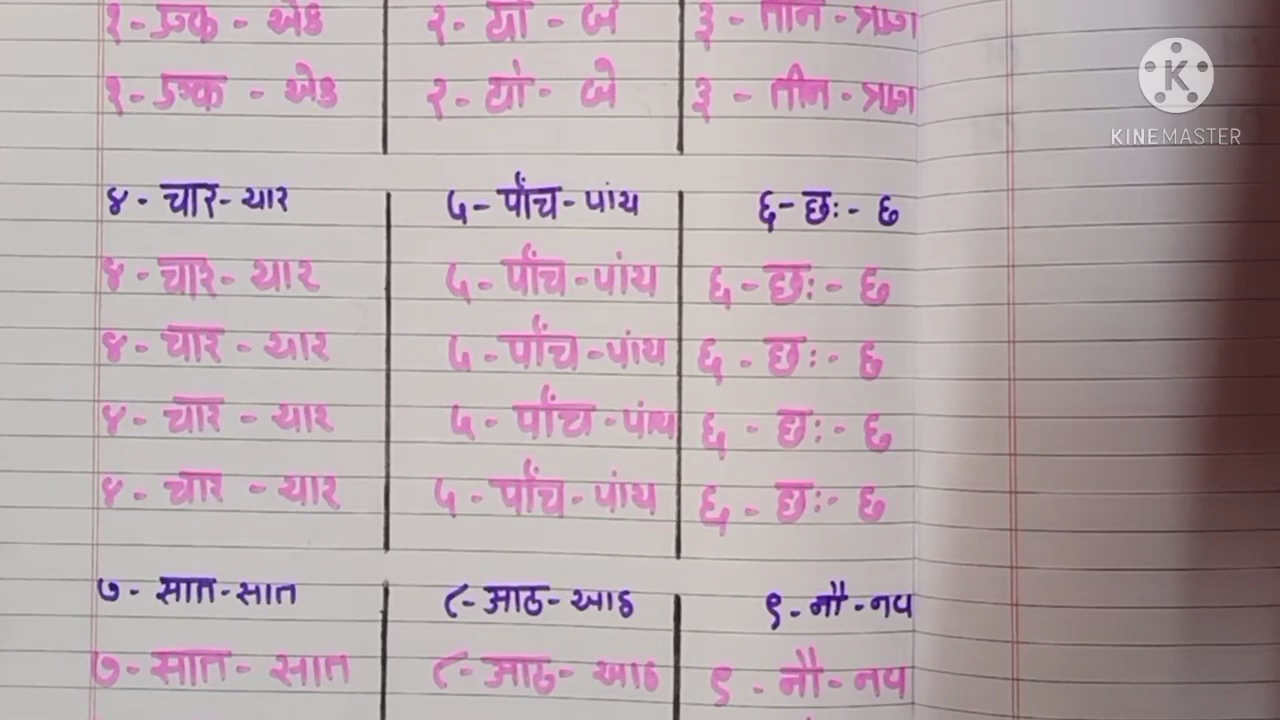 १ - एक - એક २ - दो - બે ३ - तीन - ત્રણ
१ - एक - એક २ - दो - બે ३ - तीन - ત્રણ
KINEMASTER
४ - चार - ચાર ५ - पाँच - પાંચ ६ - छः - છ
४ - चार - ચાર ५ - पाँच - પાંચ ६ - छः - છ
४ - चार - ચાર ५ - पाँच - પાંચ ६ - छः - છ
४ - चार - ચાર ५ - पाँच - પાંચ ६ - छः - છ
४ - चार - ચાર ५ - पाँच - પાંચ ६ - छः - છ
७ - सात - સાત ८ - आठ - આઠ ९ - नौ - નવ
७ - सात - સાત ८ - आठ - આઠ ९ - नौ - નવ